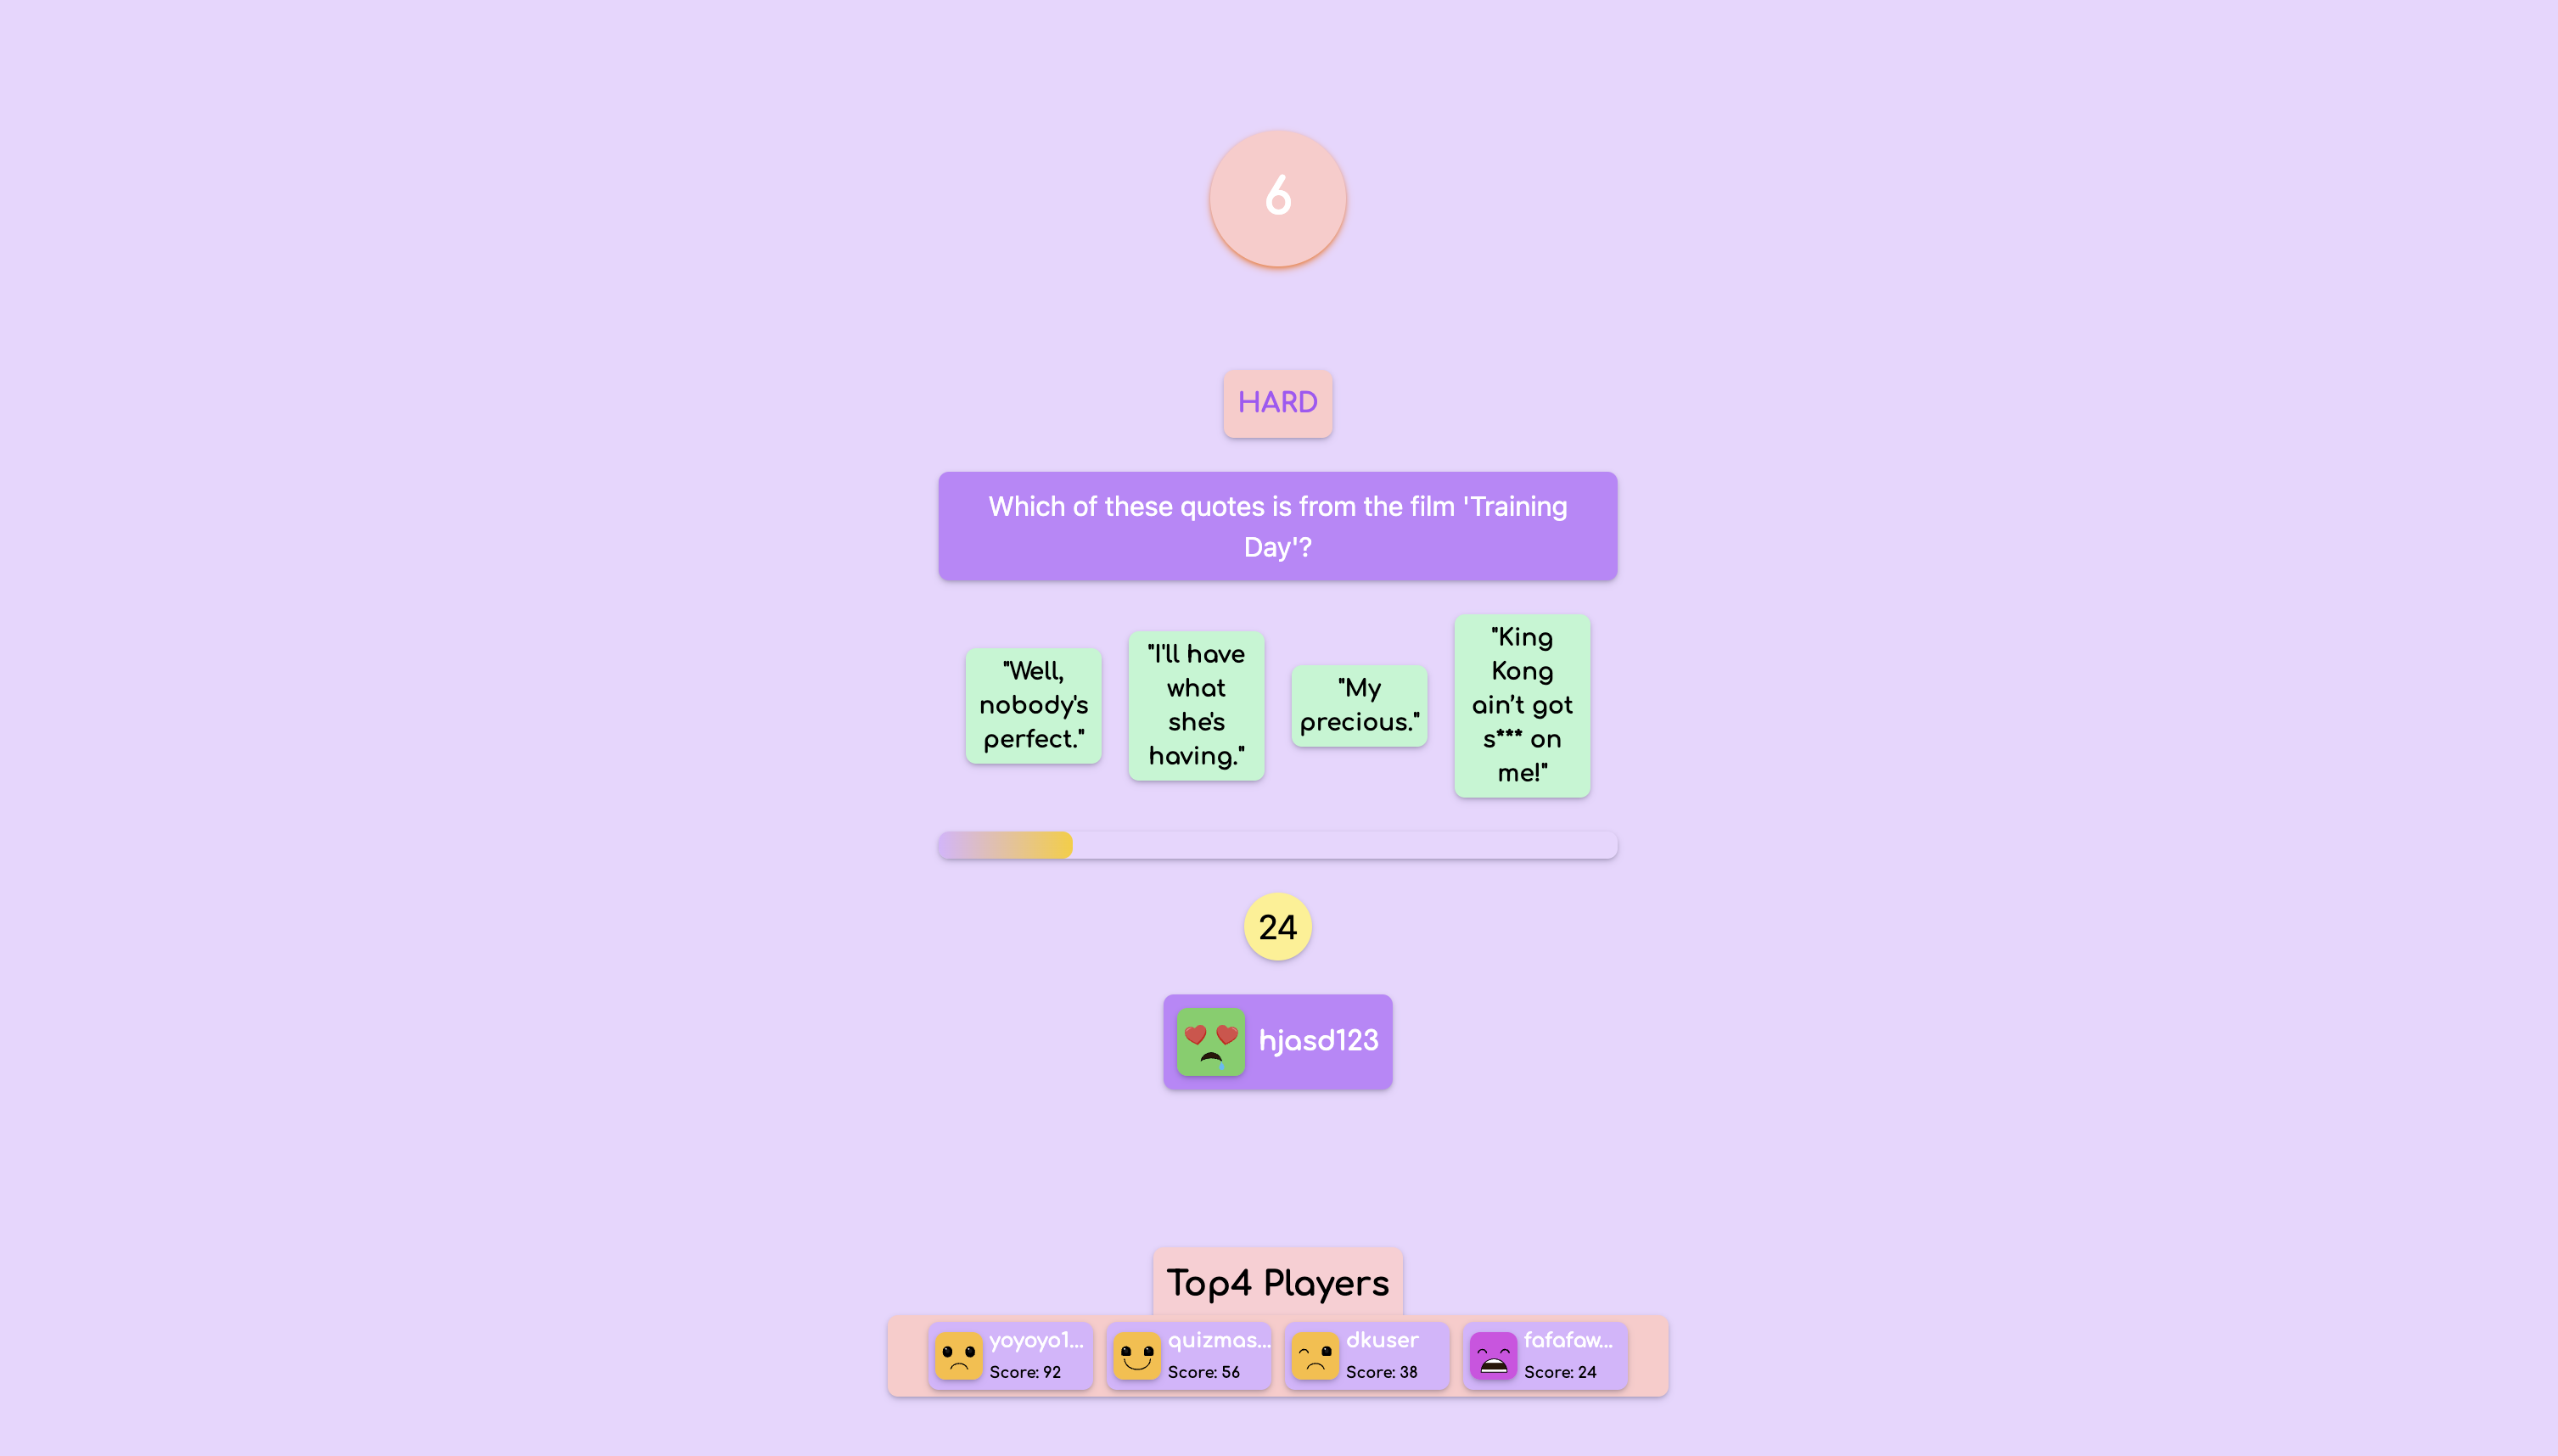 6
HARD
Which of these quotes is from the film 'Training
Day'?
"Well,
nobody's
perfect."
"I'll have
what
she's
having."
"My
precious."
"King
Kong
ain’t got
s*** on
me!"
24
hjasd123
Top4 Players
yoyoyo1...
Score: 92
quizmas...
Score: 56
dkuser
Score: 38
fafafaw...
Score: 24